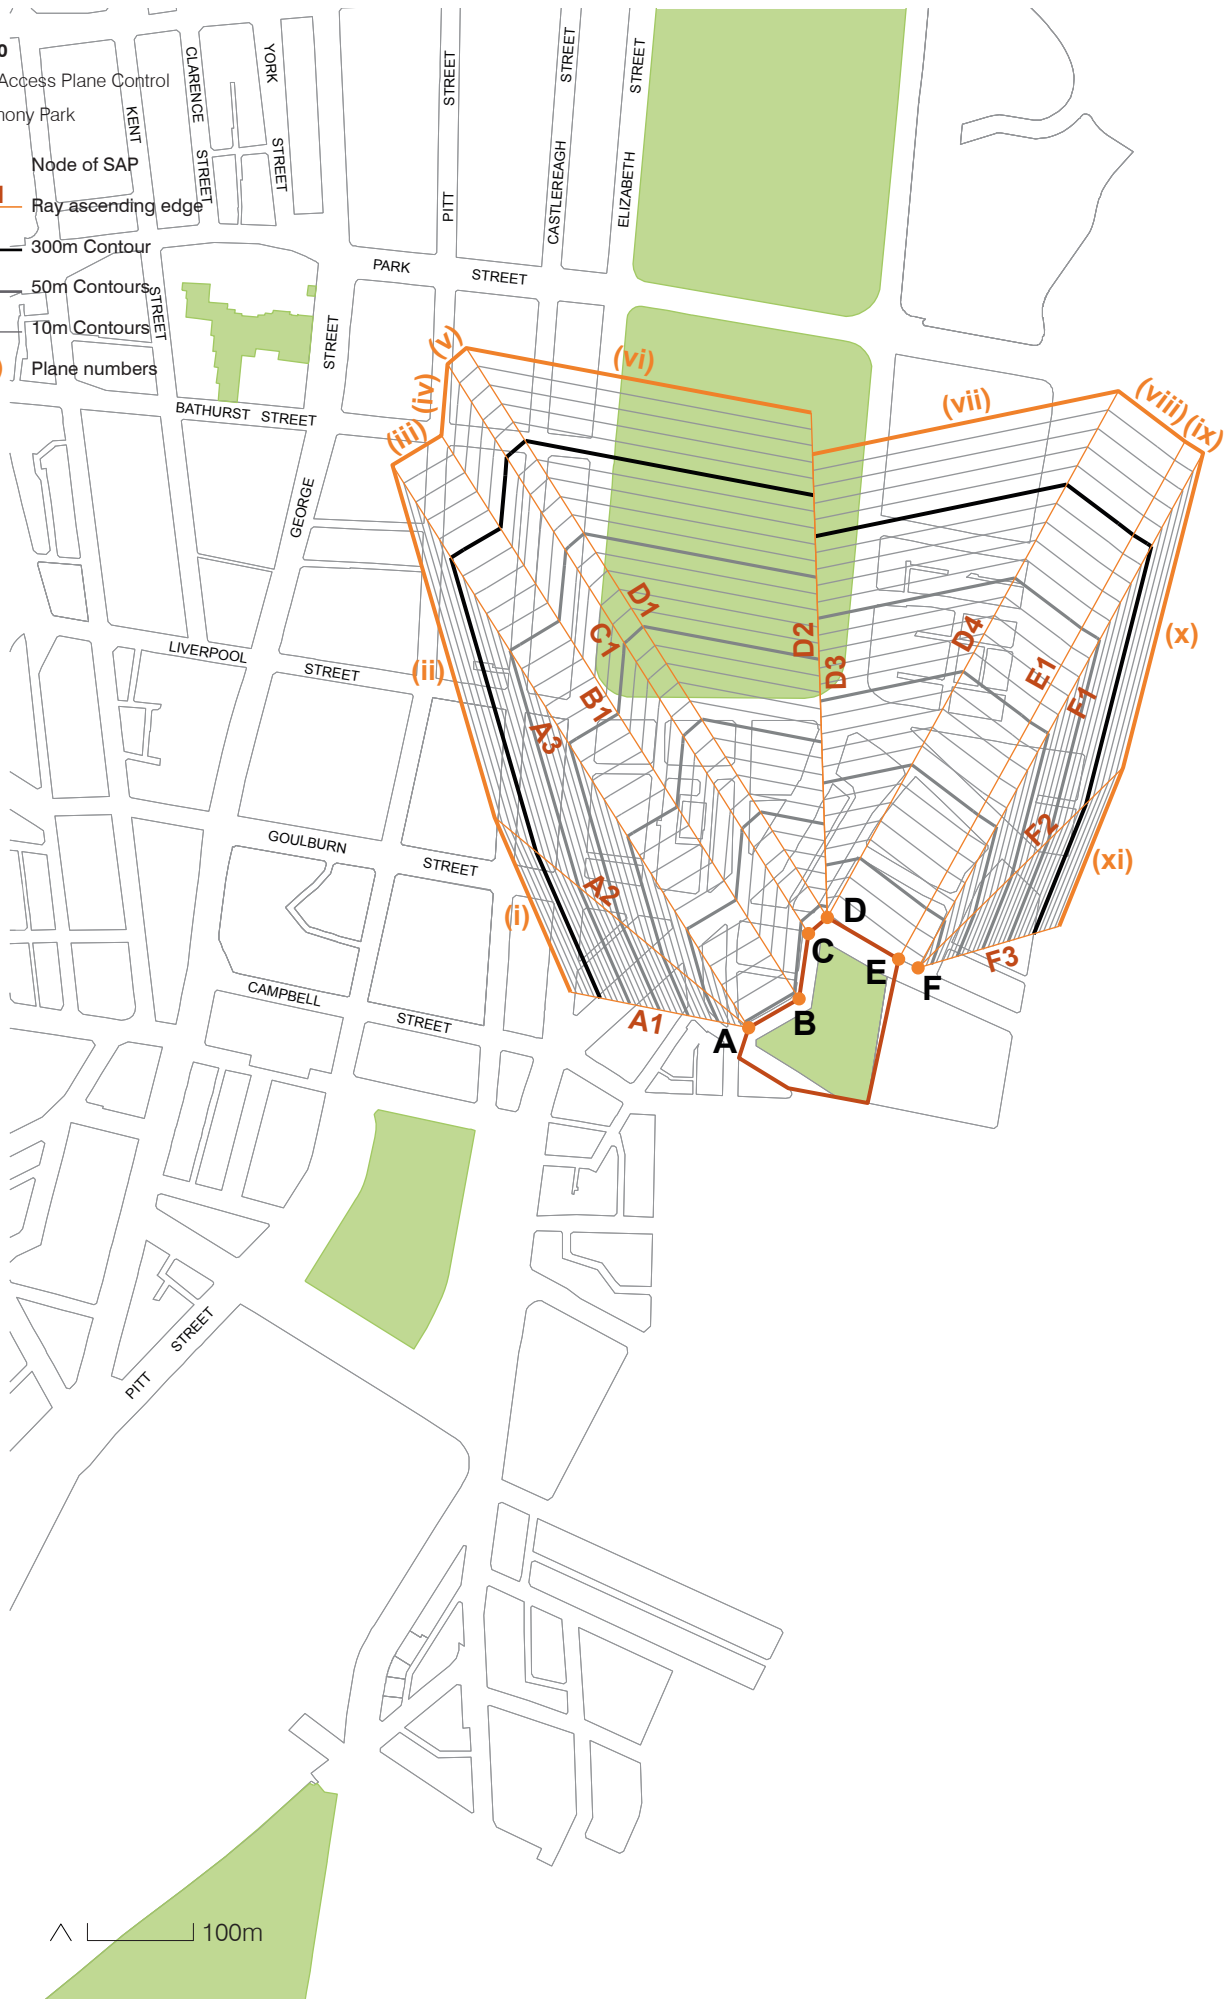 Access Plane Control
Node of SAP
Ray ascending edge
300m Contour
50m Contours
10m Contours
Plane numbers
KENT
CLARENCE
STREET
YORK
STREET
STREET
PITT
STREET
CASTLEREAGH
STREET
ELIZABETH
STREET
PARK
STREET
STREET
BATHURST STREET
GEORGE
STREET
LIVERPOOL
STREET
GOULBURN
STREET
CAMPBELL
STREET
PITT
STREET
(i)
(ii)
(iii)
(iv)
(v)
(vi)
(vii)
(viii)
(ix)
(x)
(xi)
A1
A2
A3
B1
C1
D1
D2
D3
D4
E1
F1
F2
F3
A
B
C
D
E
F
100m